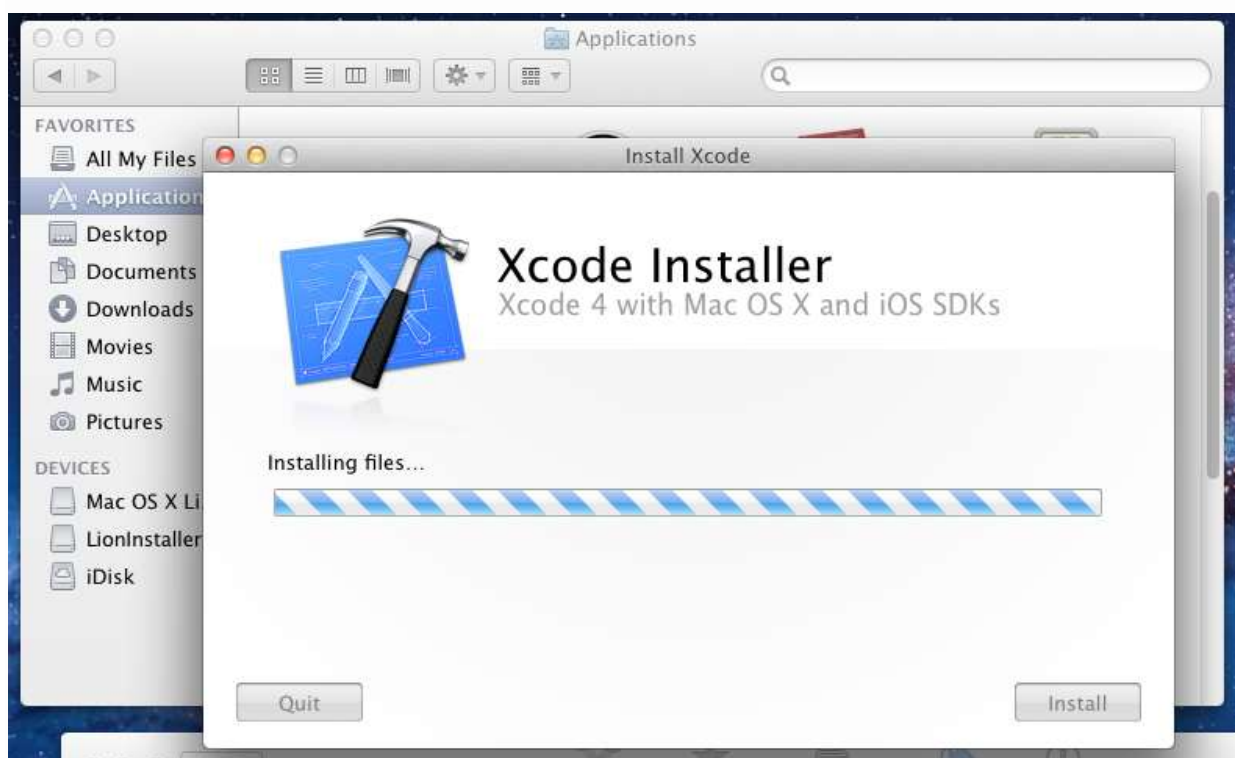 Applications
FAVORITES
All My Files
Application
Desktop
Documents
Downloads
Movies
Music
Pictures
DEVICES
Mac OS X Li
LionInstaller
iDisk
Install Xcode
Xcode Installer
Xcode 4 with Mac OS X and iOS SDKs
Installing files...
Quit
Install